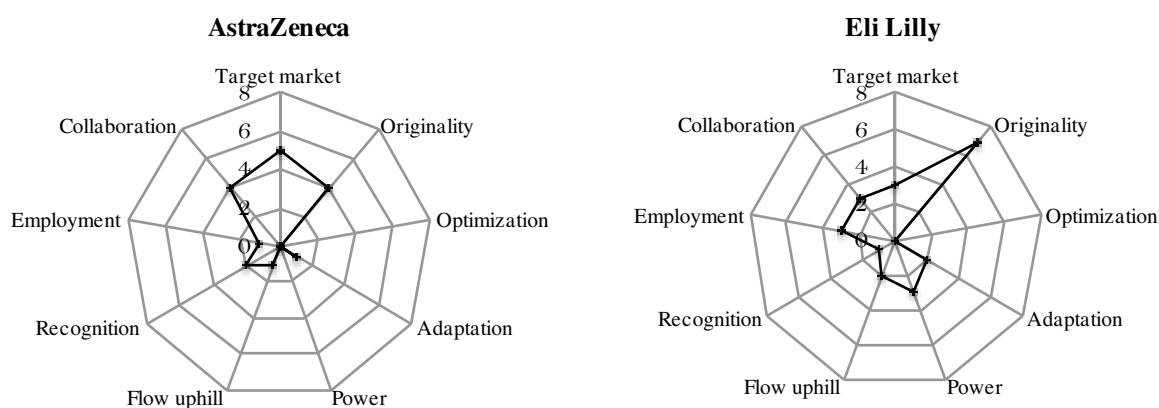 AstraZeneca
Target market
8
Collaboration
Originality
6
4
Employment
Optimization
2
0
Recognition
Adaptation
Flow uphill
Power
Eli Lilly
Target market
8
Collaboration
Originality
6
4
Employment
Optimization
2
0
Recognition
Adaptation
Flow uphill
Power